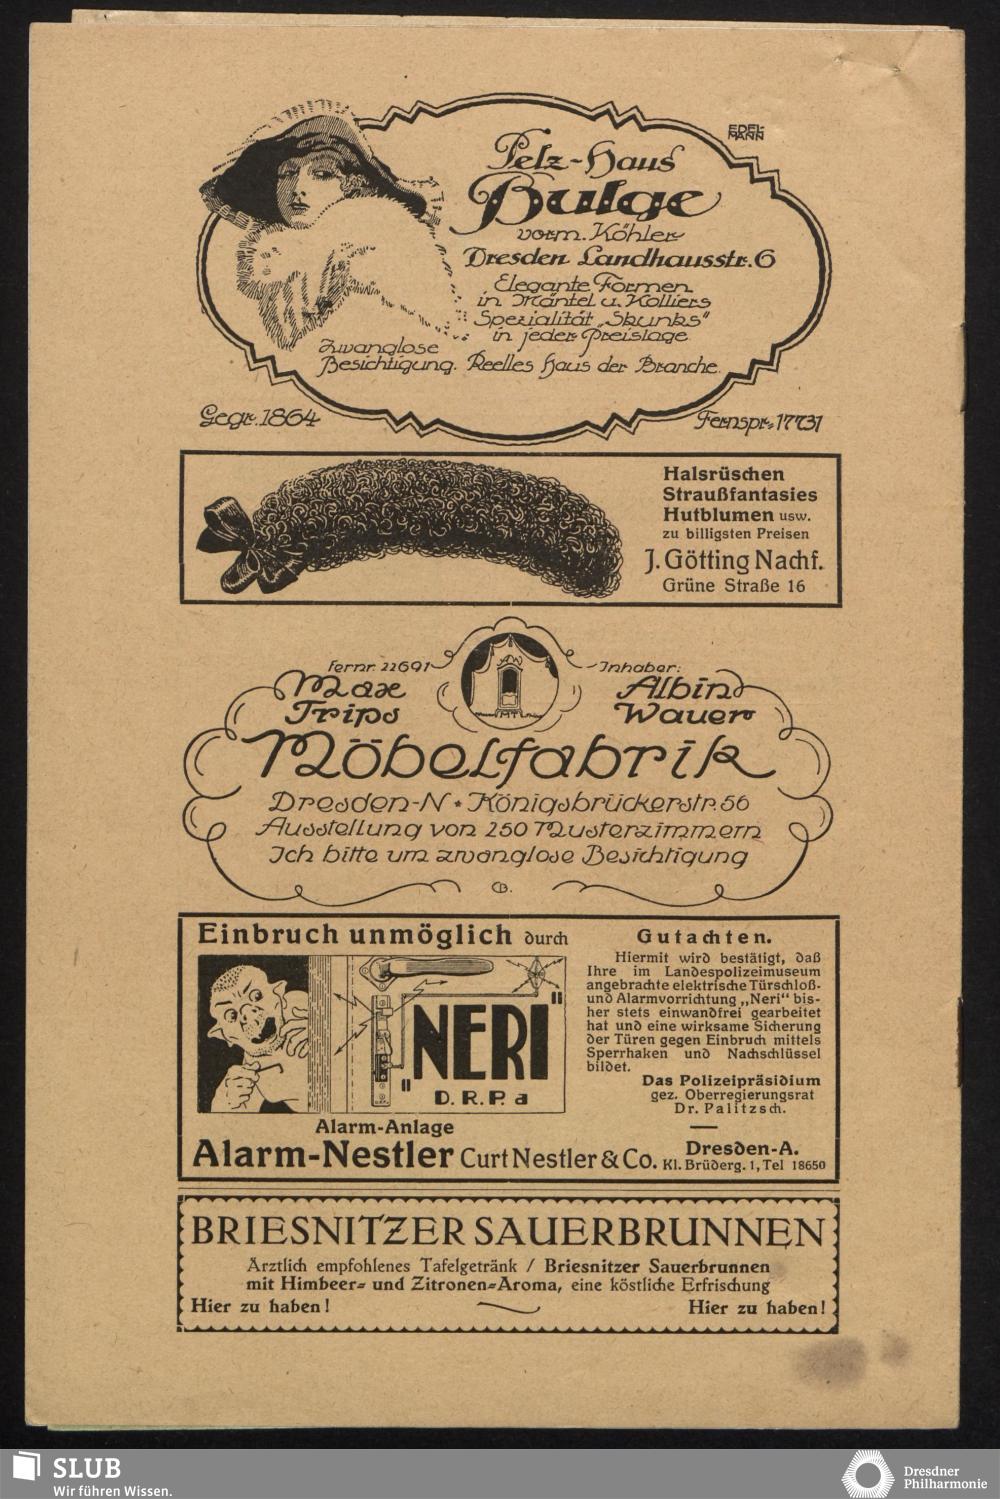 EDEL-
MANN
Pelz-Haus
Bulge
vorm. Köhler
Dresden Landhausstr. 6
Elegante Formen
in Mäntel u. Kolliers
Spezialität „Skunks"
in jeder Preislage
Zwanglose
Besichtigung. Reelles Haus der Branche.
Gegr. 1864
Fernspr. 17731
Halsrüschen
Straußfantasies
Hutblumen usw.
zu billigsten Preisen
J. Götting Nachf.
Grüne Straße 16
Fernr. 22691
Inhaber:
Max
Trips
Albin
Wauer
AW
MT
Möbelfabrik
Dresden-N * Königsbrückerstr. 56
Ausstellung von 250 Musterzimmern
Ich bitte um zwanglose Besichtigung
CB.
Einbruch unmöglich durch
„NERI"
D. R. P. a
Alarm-Anlage
Gutachten.
Hiermit wird bestätigt, daß
Ihre im Landespolizeimuseum
angebrachte elektrische Türschloß-
und Alarmvorrichtung „Neri" bis-
her stets einwandfrei gearbeitet
hat und eine wirksame Sicherung
der Türen gegen Einbruch mittels
Sperrhaken und Nachschlüssel
bildet.
Das Polizeipräsidium
gez. Oberregierungsrat
Dr. Palitzsch.
Alarm-Nestler Curt Nestler & Co.
Dresden-A.
Kl. Brüderg. 1, Tel 18650
BRIESNITZER SAUERBRUNNEN
Ärztlich empfohlenes Tafelgetränk / Briesnitzer Sauerbrunnen
mit Himbeer- und Zitronen-Aroma, eine köstliche Erfrischung
Hier zu haben!
Hier zu haben!
SLUB
Wir führen Wissen.
Dresdner
Philharmonie